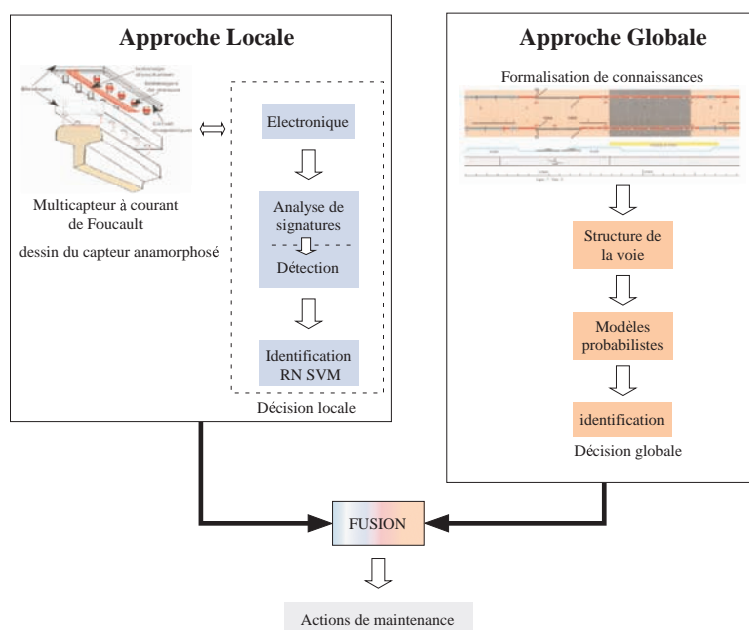 Approche Locale
Multicapteur à courant
de Foucault
dessin du capteur anamorphosé
Electronique
Analyse de
signatures
Détection
Identification
RN SVM
Décision locale
Approche Globale
Formalisation de connaissances
Structure de
la voie
Modèles
probabilistes
identification
Décision globale
FUSION
Actions de maintenance